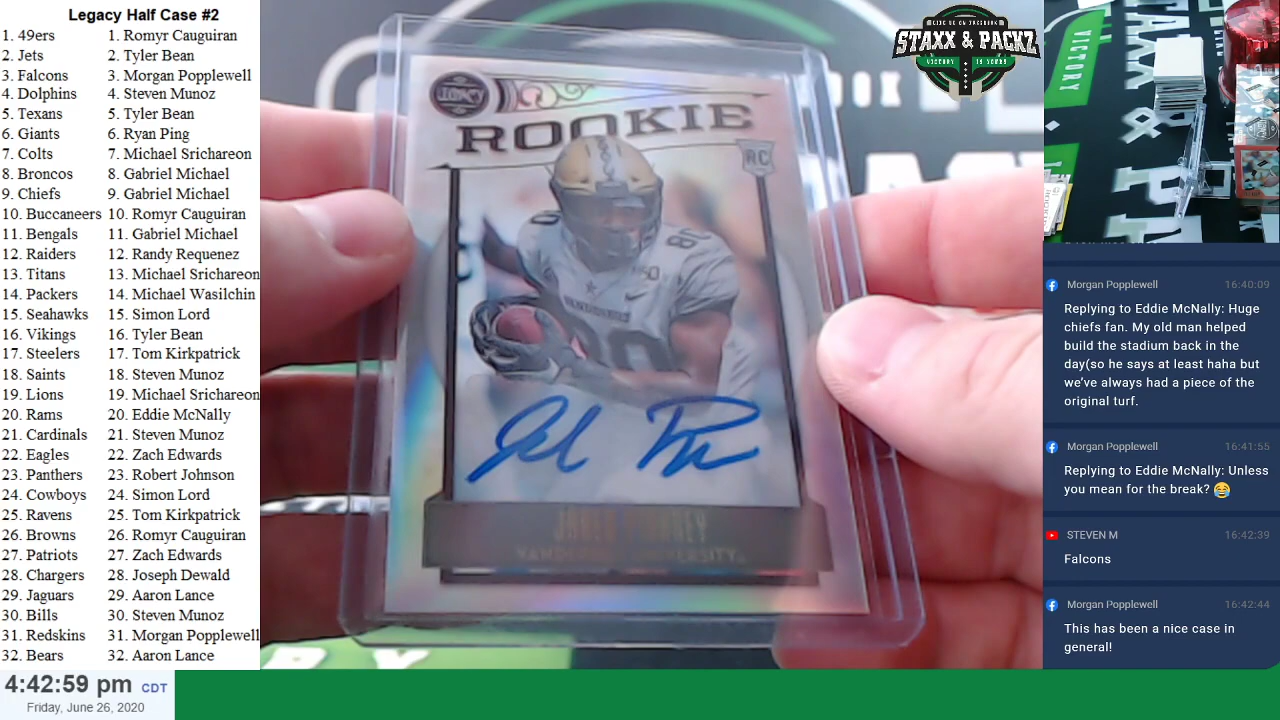 Legacy Half Case #2
1. 49ers 1. Romyr Cauguiran
2. Jets 2. Tyler Bean
3. Falcons 3. Morgan Popplewell
4. Dolphins 4. Steven Munoz
5. Texans 5. Tyler Bean
6. Giants 6. Ryan Ping
7. Colts 7. Michael Srichareon
8. Broncos 8. Gabriel Michael
9. Chiefs 9. Gabriel Michael
10. Buccaneers 10. Romyr Cauguiran
11. Bengals 11. Gabriel Michael
12. Raiders 12. Randy Requenez
13. Titans 13. Michael Srichareon
14. Packers 14. Michael Wasilchin
15. Seahawks 15. Simon Lord
16. Vikings 16. Tyler Bean
17. Steelers 17. Tom Kirkpatrick
18. Saints 18. Steven Munoz
19. Lions 19. Michael Srichareon
20. Rams 20. Eddie McNally
21. Cardinals 21. Steven Munoz
22. Eagles 22. Zach Edwards
23. Panthers 23. Robert Johnson
24. Cowboys 24. Simon Lord
25. Ravens 25. Tom Kirkpatrick
26. Browns 26. Romyr Cauguiran
27. Patriots 27. Zach Edwards
28. Chargers 28. Joseph Dewald
29. Jaguars 29. Aaron Lance
30. Bills 30. Steven Munoz
31. Redskins 31. Morgan Popplewell
32. Bears 32. Aaron Lance
4:42:59 pm CDT
Friday, June 26, 2020
ROOKIE
RC
80
VANDERBILT
80
STAXX & PACKZ
VICTORY IS YOURS
VICTORY
Morgan Popplewell 16:40:09
Replying to Eddie McNally: Huge
chiefs fan. My old man helped
build the stadium back in the
day(so he says at least haha but
we've always had a piece of the
original turf.
Morgan Popplewell 16:41:55
Replying to Eddie McNally: Unless
you mean for the break? 😂
STEVEN M 16:42:39
Falcons
Morgan Popplewell 16:42:44
This has been a nice case in
general!